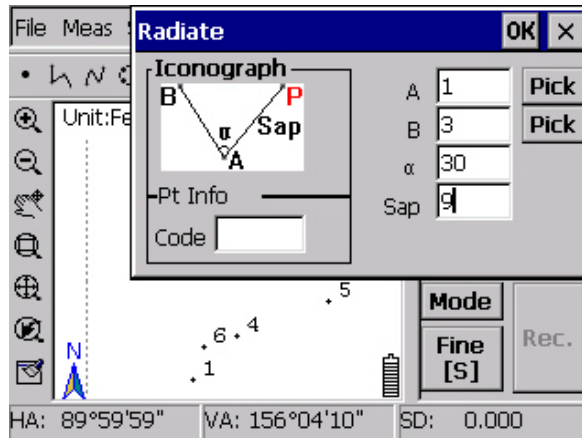 File Meas
Radiate OK ×
Iconograph
B P
α Sap
A
Pt Info
Code
A 1 Pick
B 3 Pick
α 30
Sap 9
Unit:Fe
5
6 4
1
N
Mode
Fine
[S]
Rec.
HA: 89°59'59" VA: 156°04'10" SD: 0.000